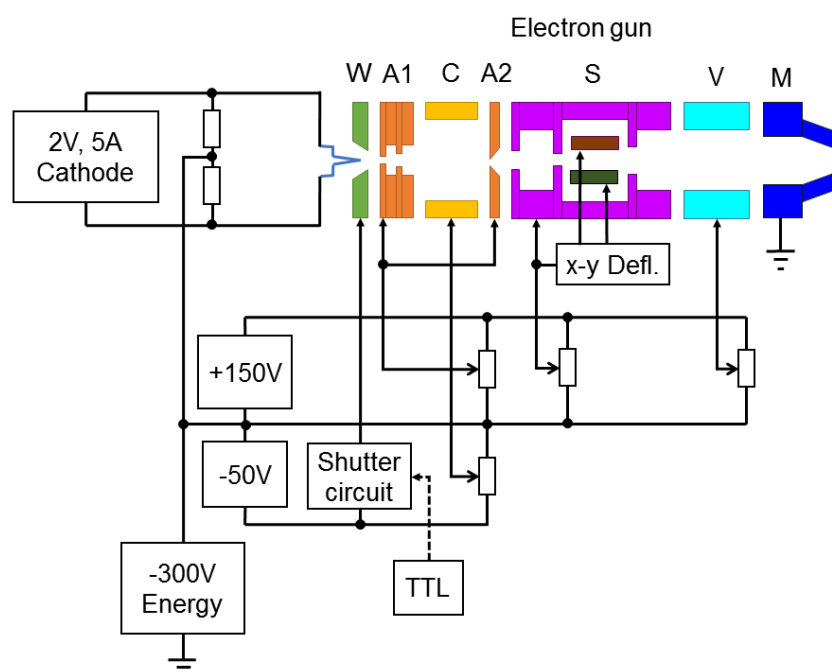 Electron gun
W A1 C A2 S V M
2V, 5A
Cathode
x-y Defl.
+150V
-50V
Shutter
circuit
-300V
Energy
TTL